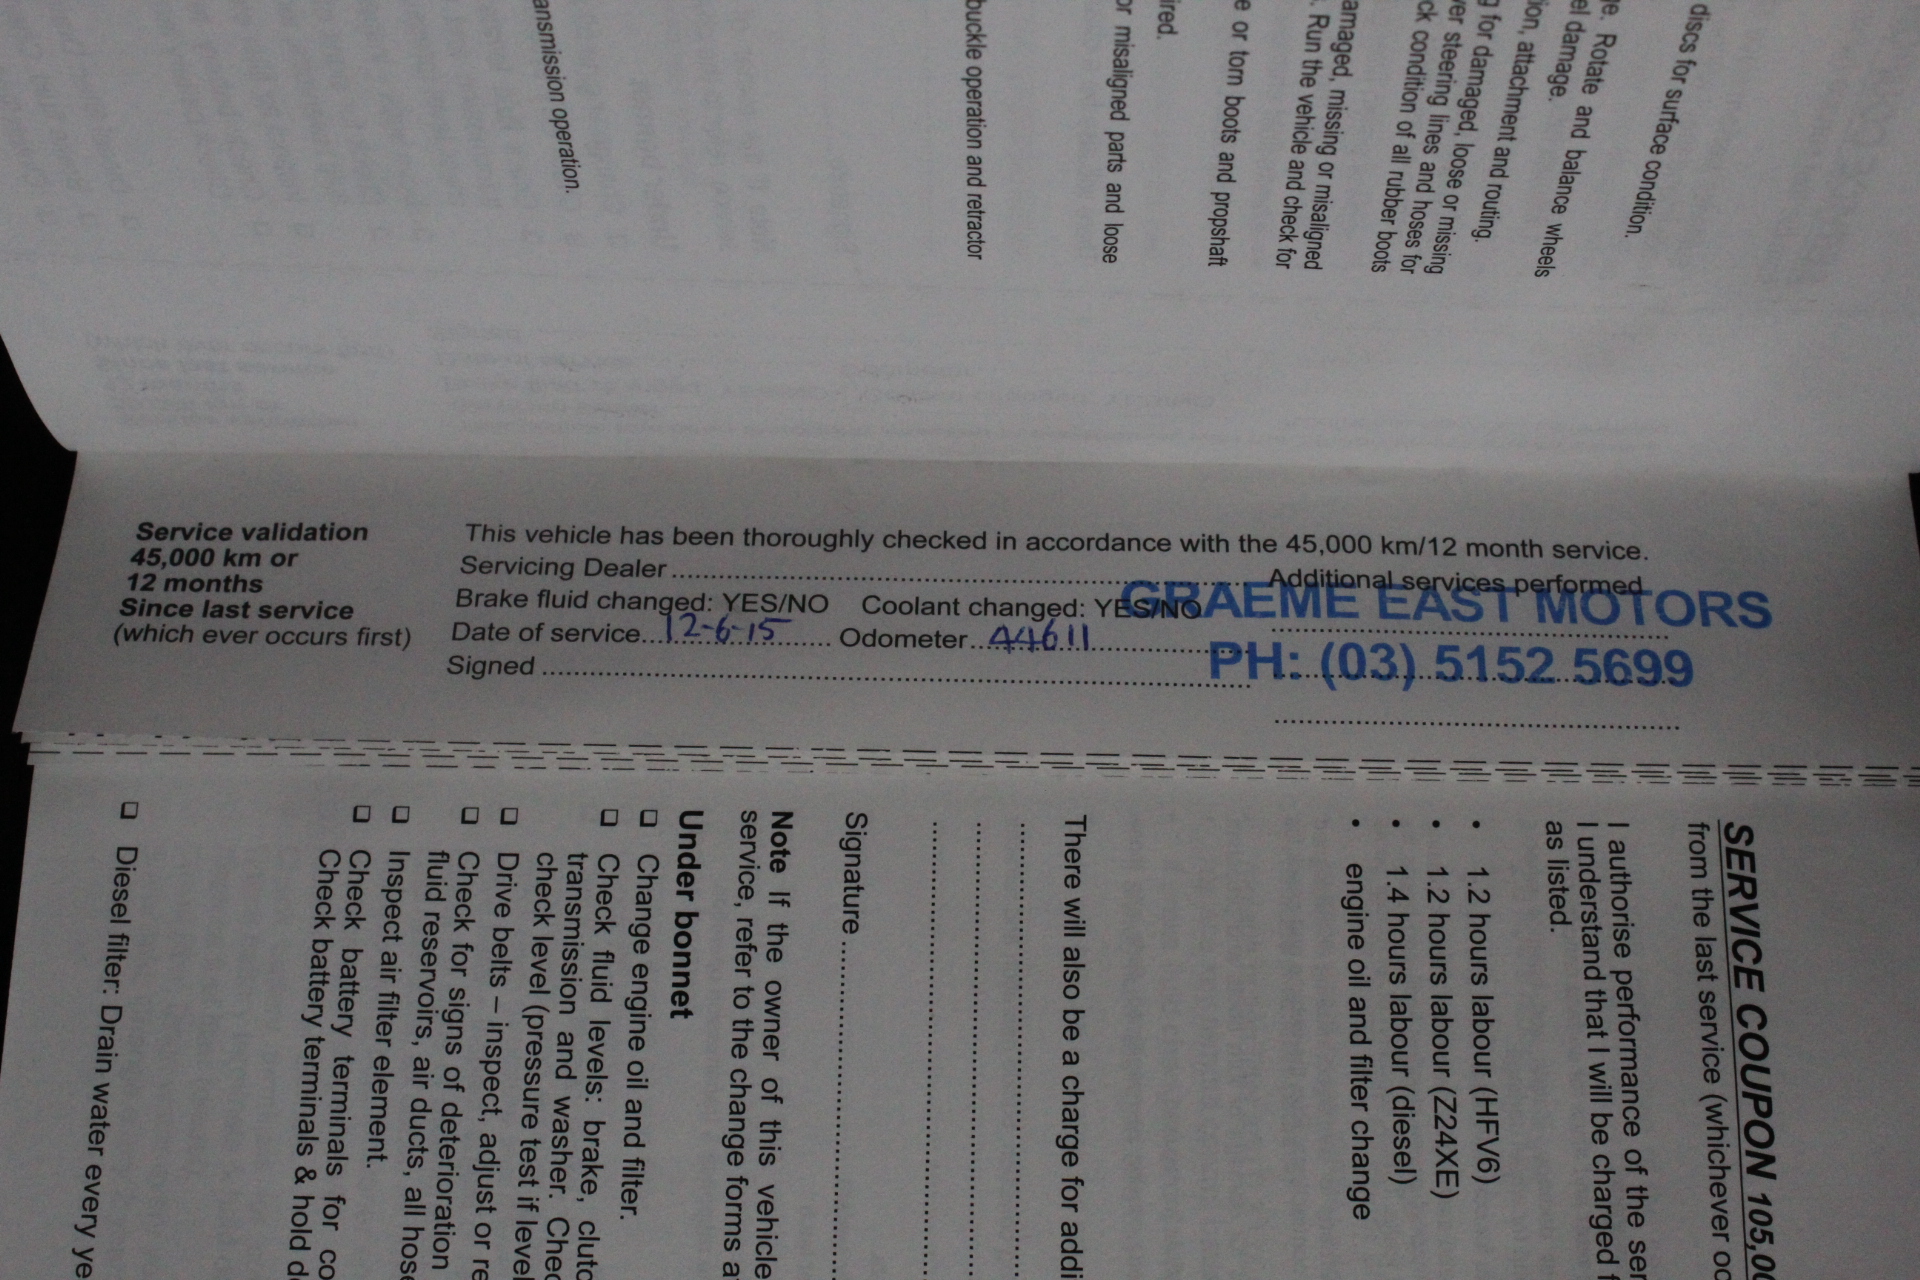 discs for surface condition.
ge. Rotate and balance wheels
el damage.
ion, attachment and routing.
g for damaged, loose or missing
ver steering lines and hoses for
ck condition of all rubber boots
amaged, missing or misaligned
. Run the vehicle and check for
e or torn boots and propshaft
ired.
or misaligned parts and loose
buckle operation and retractor
ansmission operation.
Service validation
45,000 km or
12 months
Since last service
(which ever occurs first)
This vehicle has been thoroughly checked in accordance with the 45,000 km/12 month service.
Servicing Dealer
Brake fluid changed: YES/NO Coolant changed: YES/NO
Date of service 12-6-15 Odometer 44611
Signed
Additional services performed
GRAEME EAST MOTORS
PH: (03) 5152 5699
SERVICE COUPON 105,00
from the last service (whichever oc
I authorise performance of the ser
I understand that I will be charged f
as listed.
• 1.2 hours labour (HFV6)
• 1.2 hours labour (Z24XE)
• 1.4 hours labour (diesel)
• engine oil and filter change
There will also be a charge for addi
Signature
Note If the owner of this vehicle
service, refer to the change forms a
Under bonnet
❑ Change engine oil and filter.
❑ Check fluid levels: brake, clutc
transmission and washer. Chec
check level (pressure test if level
❑ Drive belts – inspect, adjust or re
❑ Check for signs of deterioration
fluid reservoirs, air ducts, all hose
❑ Inspect air filter element.
❑ Check battery terminals for co
Check battery terminals & hold d
❑ Diesel filter: Drain water every ye